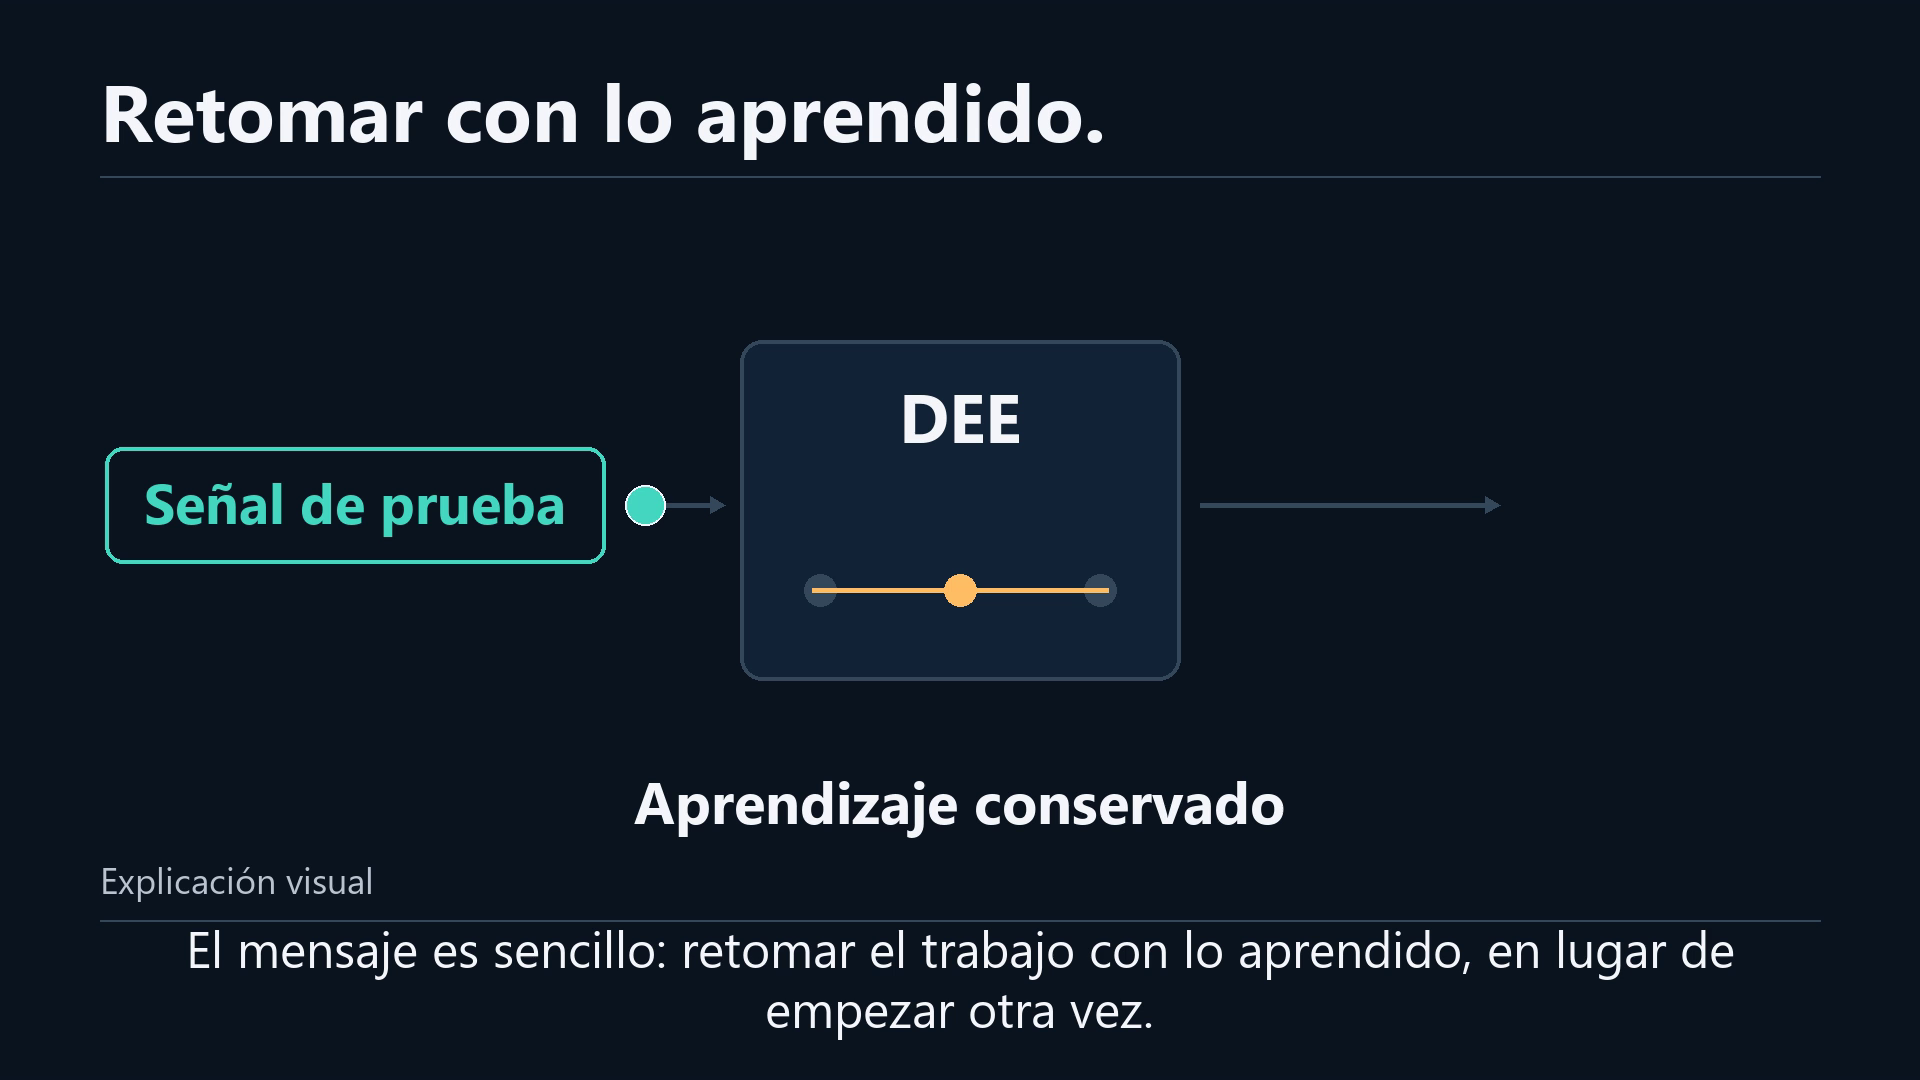 Retomar con lo aprendido.
DEE
Señal de prueba
Aprendizaje conservado
Explicación visual
El mensaje es sencillo: retomar el trabajo con lo aprendido, en lugar de
empezar otra vez.